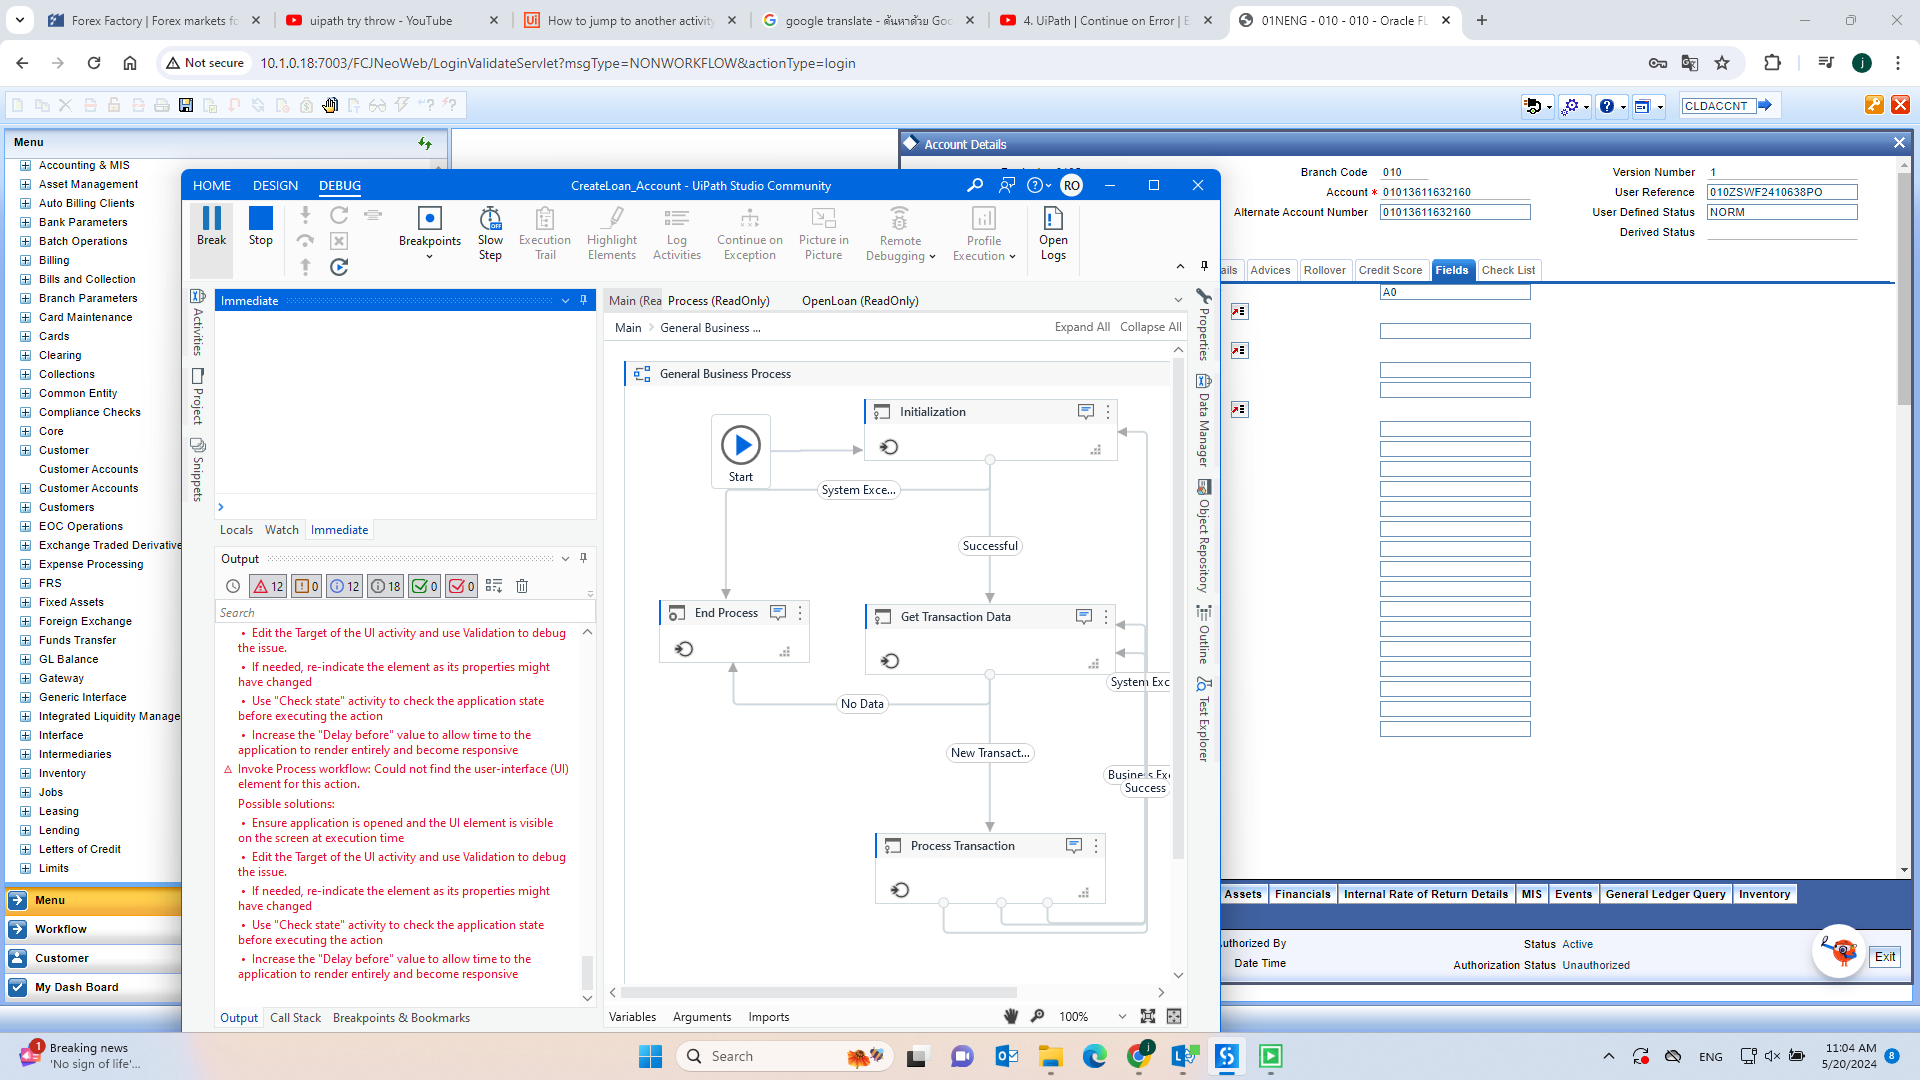 Forex Factory | Forex markets fo
uipath try throw - YouTube
How to jump to another activity
google translate - ค้นหาด้วย Goo
4. UiPath | Continue on Error | E
01NENG - 010 - 010 - Oracle FL
Not secure
10.1.0.18:7003/FCJNeoWeb/LoginValidateServlet?msgType=NONWORKFLOW&actionType=login
CLDACCNT
Menu
Accounting & MIS
Asset Management
Auto Billing Clients
Bank Parameters
Batch Operations
Billing
Bills and Collection
Branch Parameters
Card Maintenance
Cards
Clearing
Collections
Common Entity
Compliance Checks
Core
Customer
Customer Accounts
Customer Accounts
Customers
EOC Operations
Exchange Traded Derivative
Expense Processing
FRS
Fixed Assets
Foreign Exchange
Funds Transfer
GL Balance
Gateway
Generic Interface
Integrated Liquidity Manage
Interface
Intermediaries
Inventory
Jobs
Leasing
Lending
Letters of Credit
Limits
Menu
Workflow
Customer
My Dash Board
HOME
DESIGN
DEBUG
CreateLoan_Account - UiPath Studio Community
RO
Break
Stop
Breakpoints
Slow Step
OFF
Execution Trail
Highlight Elements
Log Activities
Continue on Exception
Picture in Picture
Remote Debugging
Profile Execution
Open Logs
Activities
Project
Snippets
Immediate
Locals
Watch
Immediate
Output
12
0
12
18
0
0
Search
• Edit the Target of the UI activity and use Validation to debug
the issue.
• If needed, re-indicate the element as its properties might
have changed
• Use "Check state" activity to check the application state
before executing the action
• Increase the "Delay before" value to allow time to the
application to render entirely and become responsive
Invoke Process workflow: Could not find the user-interface (UI)
element for this action.
Possible solutions:
• Ensure application is opened and the UI element is visible
on the screen at execution time
• Edit the Target of the UI activity and use Validation to debug
the issue.
• If needed, re-indicate the element as its properties might
have changed
• Use "Check state" activity to check the application state
before executing the action
• Increase the "Delay before" value to allow time to the
application to render entirely and become responsive
Output
Call Stack
Breakpoints & Bookmarks
Main (Rea
Process (ReadOnly)
OpenLoan (ReadOnly)
Main
General Business ...
Expand All
Collapse All
General Business Process
Initialization
Start
System Exce...
Successful
End Process
Get Transaction Data
System Exc
No Data
New Transact...
Business Exc
Success
Process Transaction
Variables
Arguments
Imports
100%
Properties
Data Manager
Object Repository
Outline
Test Explorer
Account Details
Branch Code 010
Version Number 1
Account * 01013611632160
User Reference 010ZSWF2410638PO
Alternate Account Number 01013611632160
User Defined Status NORM
Derived Status
ails
Advices
Rollover
Credit Score
Fields
Check List
A0
Assets
Financials
Internal Rate of Return Details
MIS
Events
General Ledger Query
Inventory
uthorized By
Date Time
Status Active
Authorization Status Unauthorized
Exit
1
Breaking news
'No sign of life'...
Search
ENG
11:04 AM
5/20/2024
8